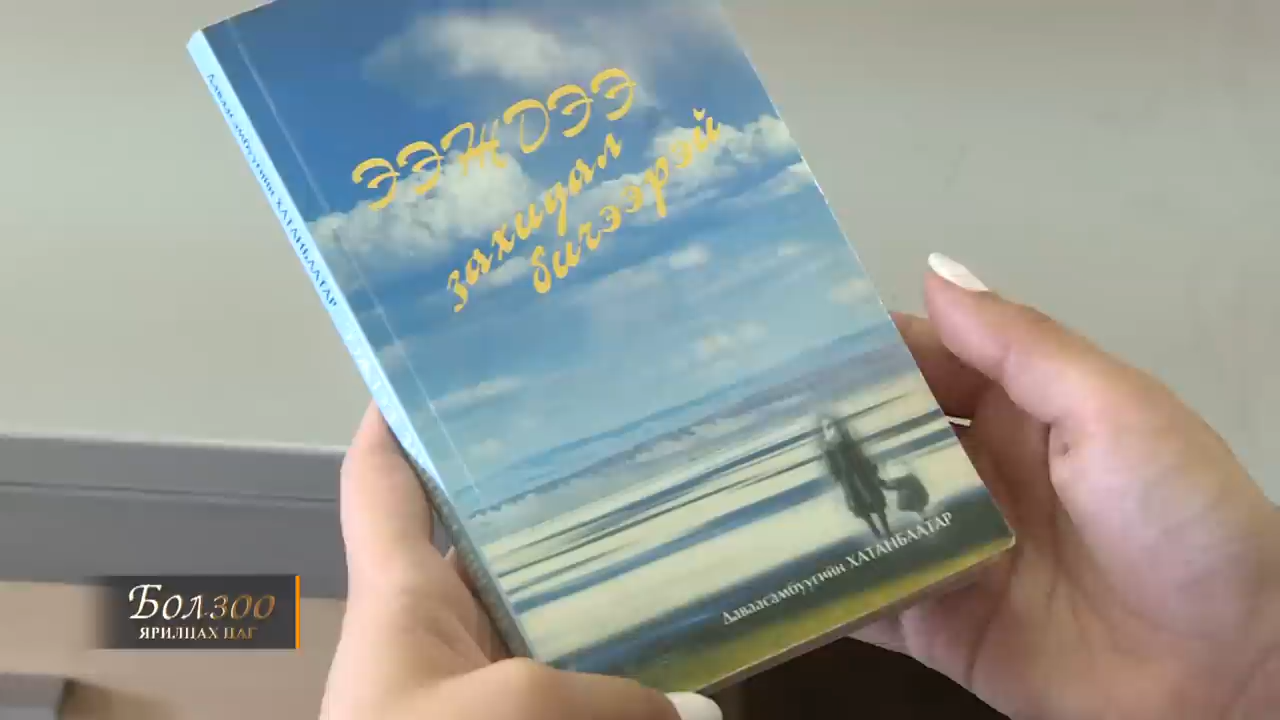 ЭЭЖДЭЭ
захидал
бичээрэй
Даваасамбуугийн ХАТАНБААТАР
Даваасамбуугийн ХАТАНБААТАР
Болзоо
ЯРИЛЦАХ ЦАГ